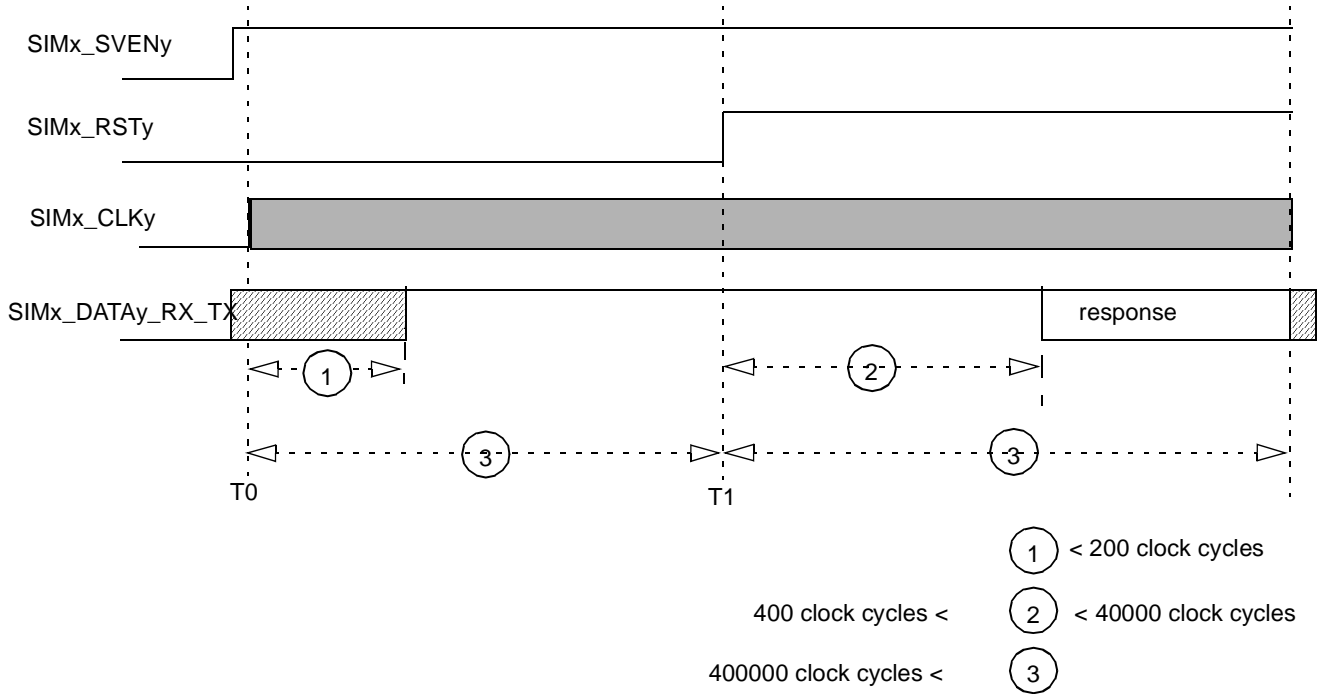 SIMx_SVENy
SIMx_RSTy
SIMx_CLKy
SIMx_DATAy_RX_TX
response
1
2
3
3
T0
T1
1 < 200 clock cycles
400 clock cycles < 2 < 40000 clock cycles
400000 clock cycles < 3